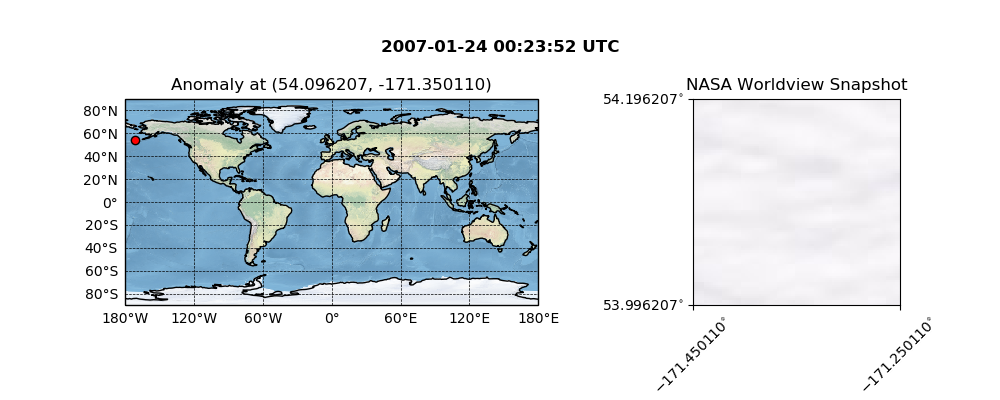 2007-01-24 00:23:52 UTC
Anomaly at (54.096207, -171.350110)
80°N
60°N
40°N
20°N
0°
20°S
40°S
60°S
80°S
180°W 120°W 60°W 0° 60°E 120°E 180°E
NASA Worldview Snapshot
54.196207°
53.996207°
−171.450110°
−171.250110°